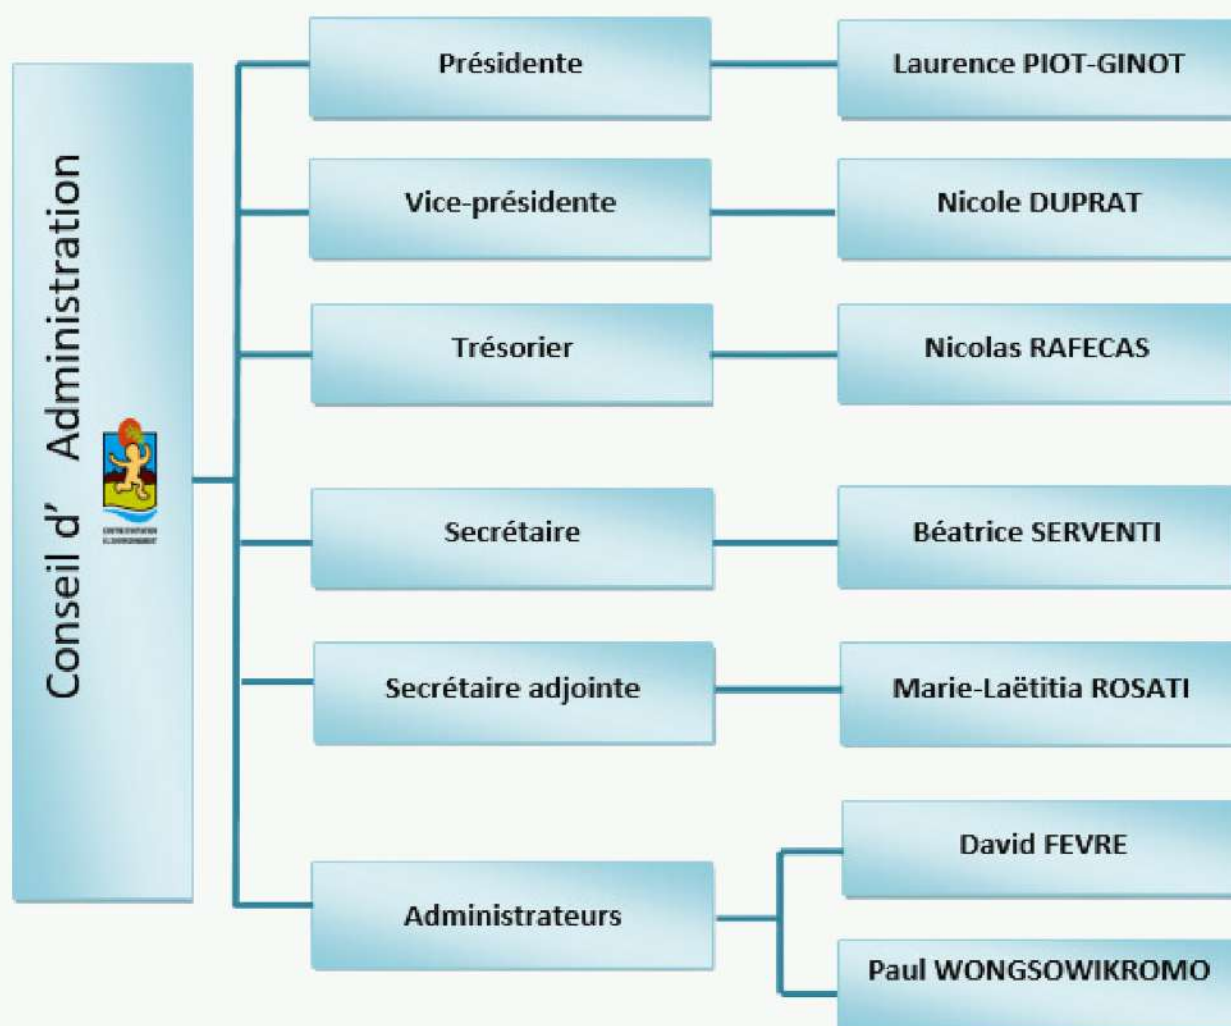 Conseil d' Administration
Présidente
Laurence PIOT-GINOT
Vice-présidente
Nicole DUPRAT
Trésorier
Nicolas RAFECAS
Secrétaire
Béatrice SERVENTI
Secrétaire adjointe
Marie-Laëtitia ROSATI
Administrateurs
David FEVRE
Paul WONGSOWIKROMO